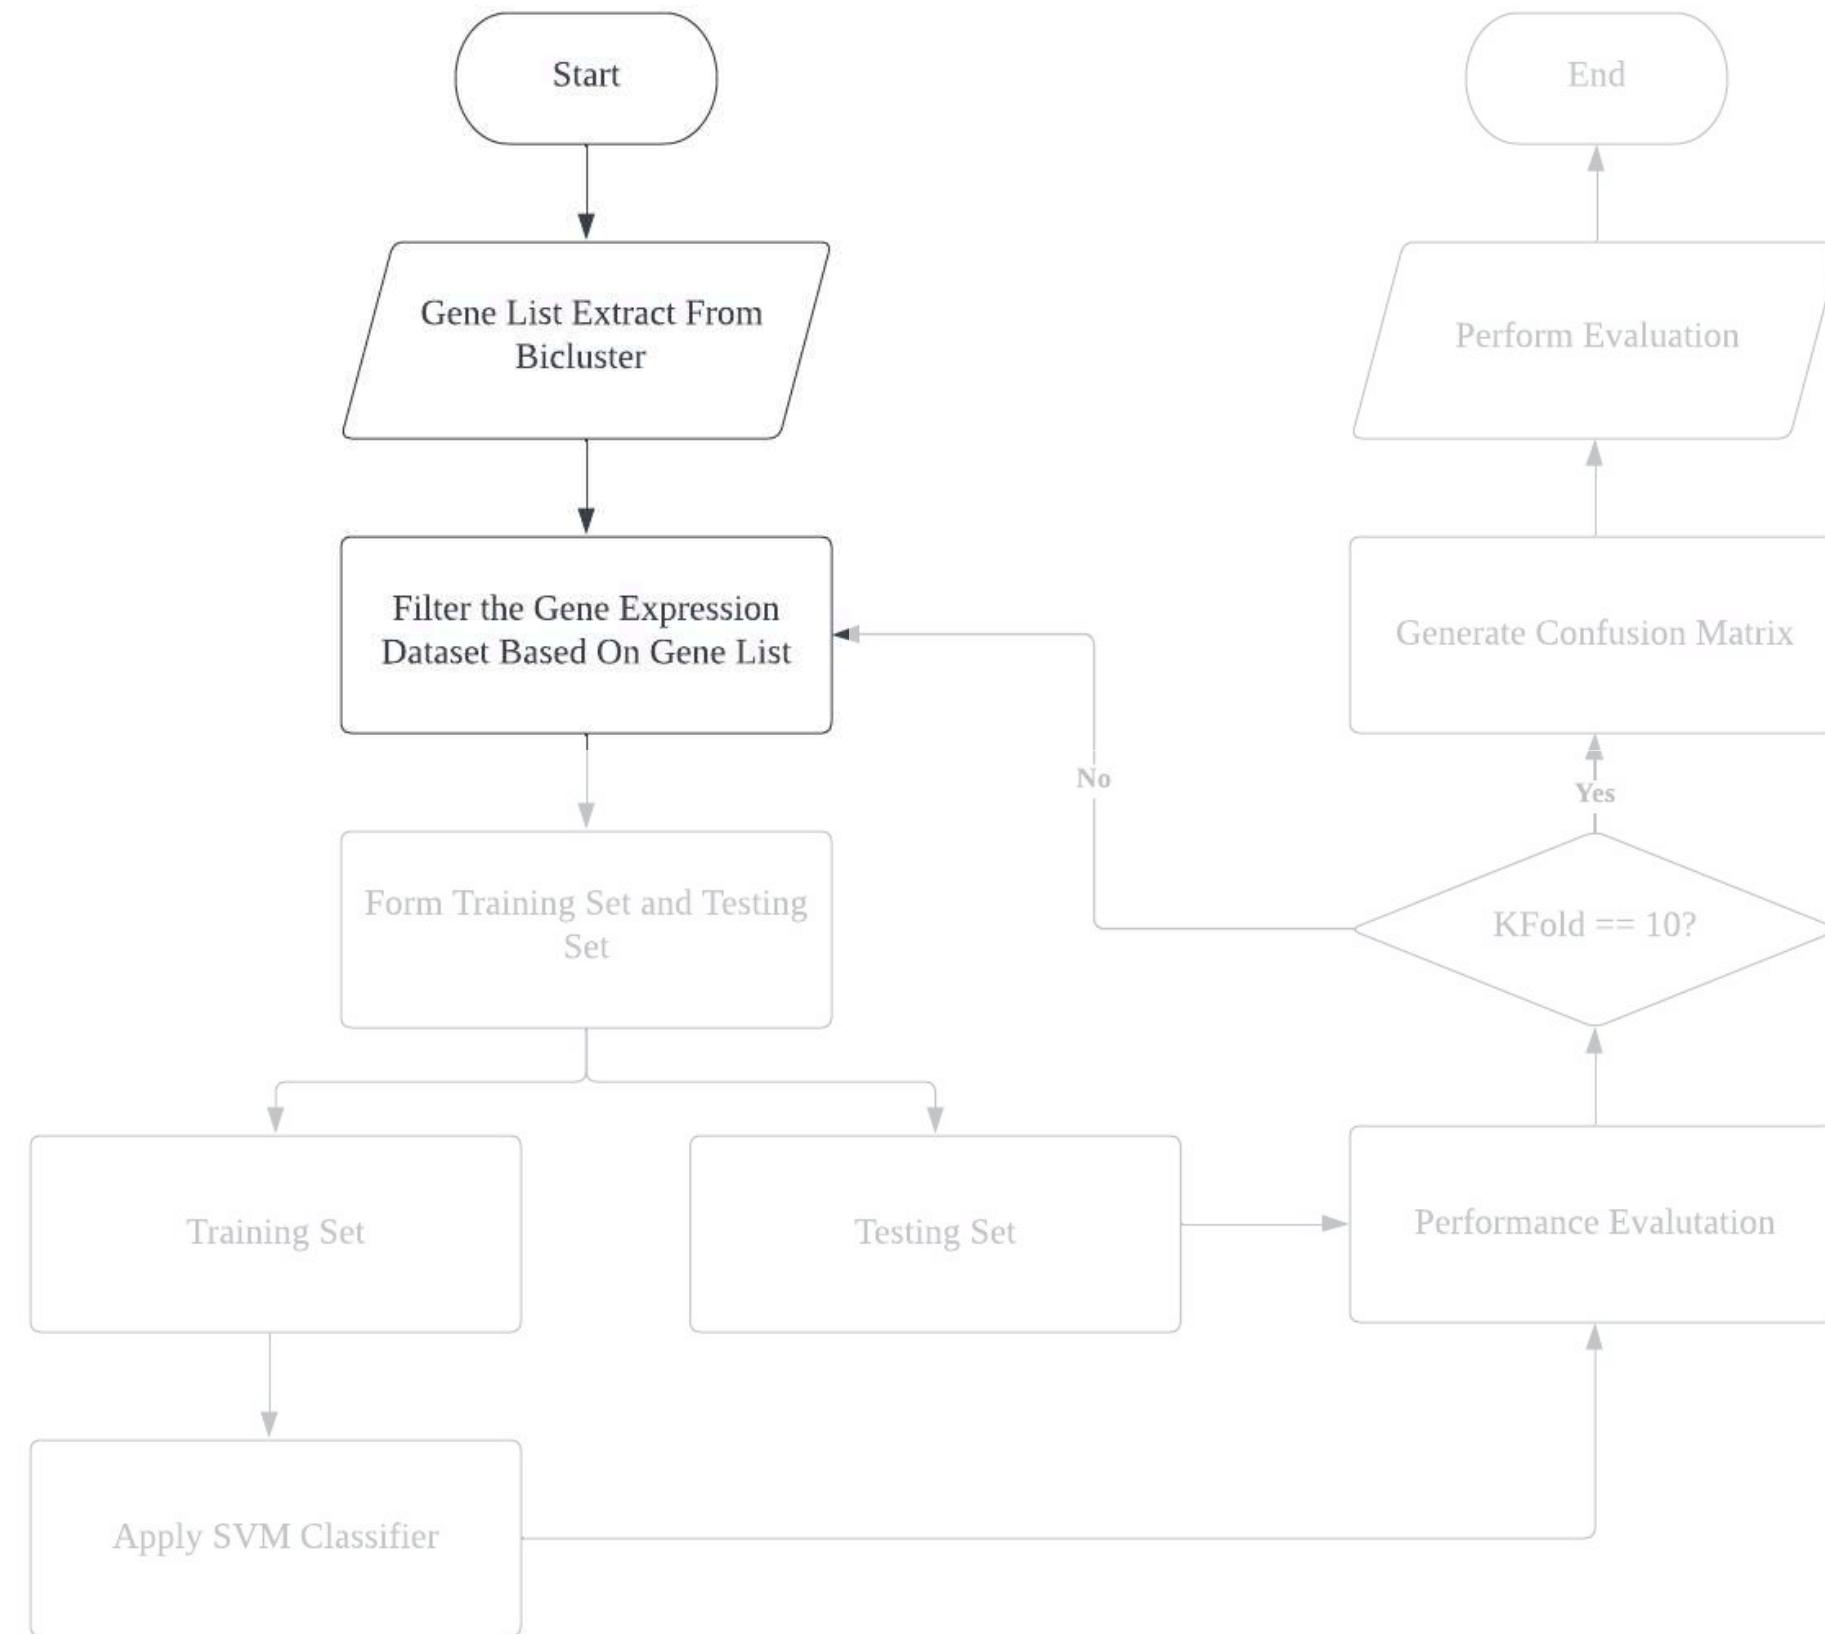 Start
Gene List Extract From
Bicluster
Filter the Gene Expression
Dataset Based On Gene List
Form Training Set and Testing
Set
Training Set
Testing Set
Apply SVM Classifier
Performance Evalutation
KFold == 10?
No
Yes
Generate Confusion Matrix
Perform Evaluation
End